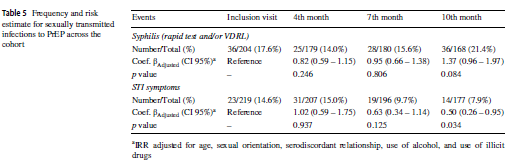 Table 5 Frequency and risk
estimate for sexually transmitted
infections to PrEP across the
cohort
Events Inclusion visit 4th month 7th month 10th month
Syphilis (rapid test and/or VDRL)
Number/Total (%) 36/204 (17.6%) 25/179 (14.0%) 28/180 (15.6%) 36/168 (21.4%)
Coef. βAdjusted (CI 95%)a Reference 0.82 (0.59 – 1.15) 0.95 (0.66 – 1.38) 1.37 (0.96 – 1.97)
p value – 0.246 0.806 0.084
STI symptoms
Number/Total (%) 23/219 (14.6%) 31/207 (15.0%) 19/196 (9.7%) 14/177 (7.9%)
Coef. βAdjusted (CI 95%)a Reference 1.02 (0.59 – 1.75) 0.63 (0.34 – 1.14) 0.50 (0.26 –0.95)
p value – 0.937 0.125 0.034
aIRR adjusted for age, sexual orientation, serodiscordant relationship, use of alcohol, and use of illicit
drugs